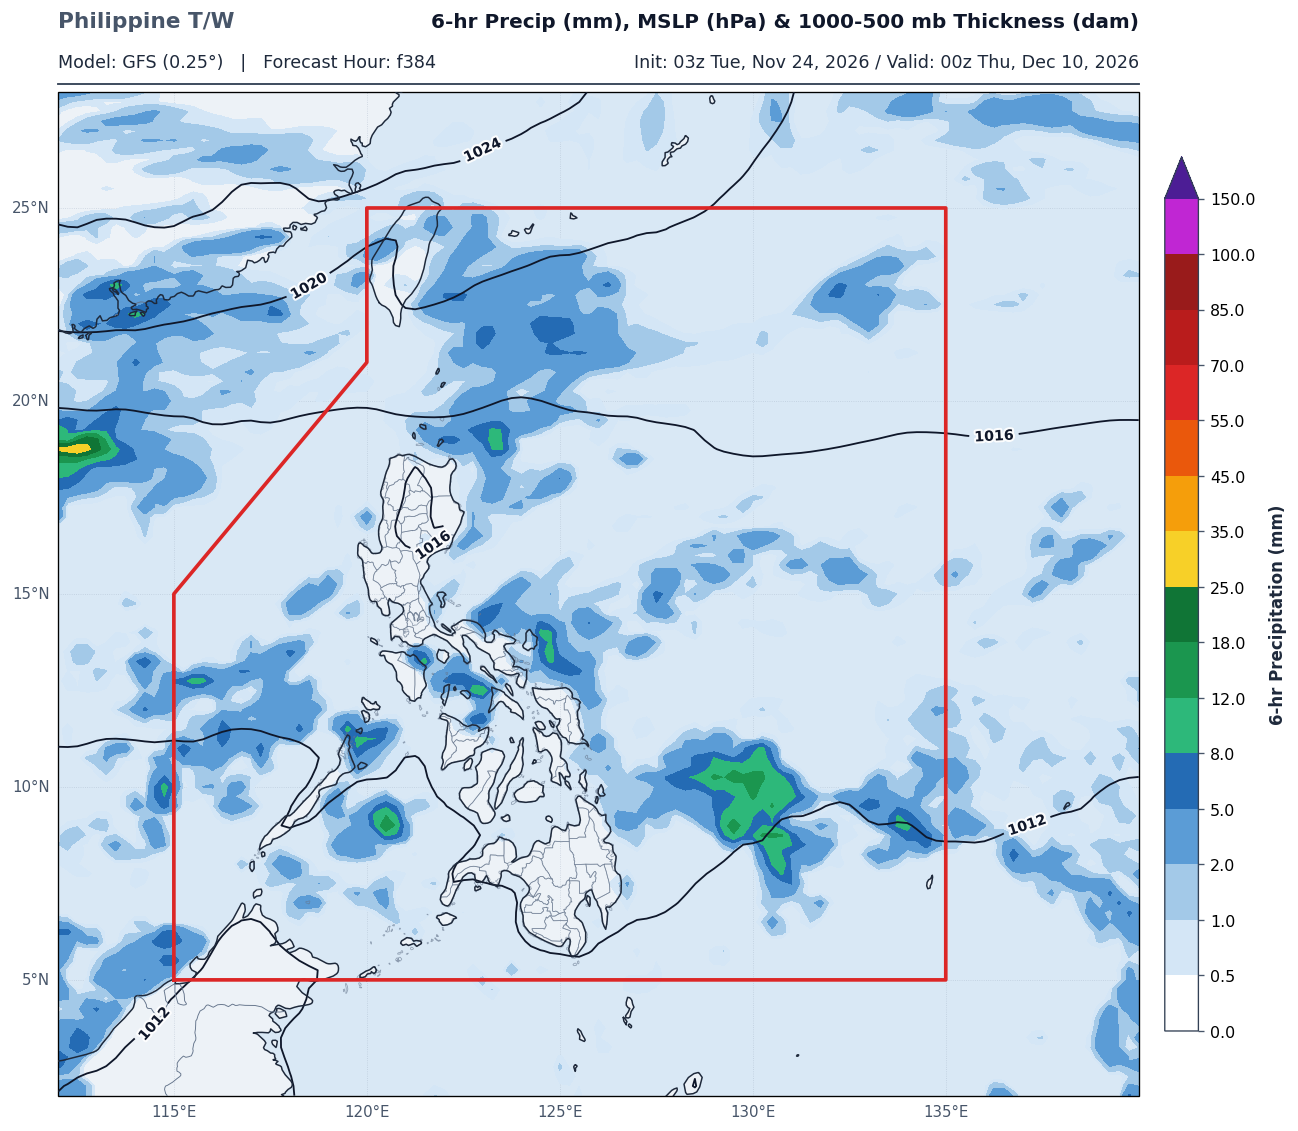 Philippine T/W
6-hr Precip (mm), MSLP (hPa) & 1000-500 mb Thickness (dam)
Model: GFS (0.25°) | Forecast Hour: f384
Init: 03z Tue, Nov 24, 2026 / Valid: 00z Thu, Dec 10, 2026
1024
1020
1016
1016
1012
1012
25°N
20°N
15°N
10°N
5°N
115°E
120°E
125°E
130°E
135°E
150.0
100.0
85.0
70.0
55.0
45.0
35.0
25.0
18.0
12.0
8.0
5.0
2.0
1.0
0.5
0.0
6-hr Precipitation (mm)